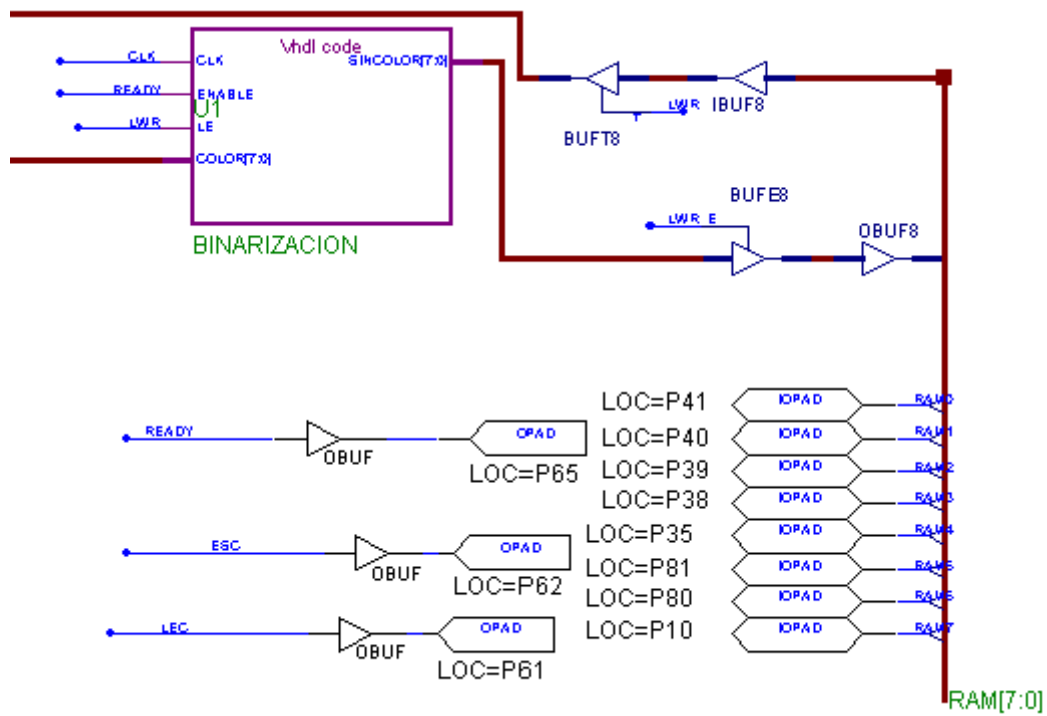 Vhdl code
CLK
CLK
SINCOLOR[7:0]
READY
ENABLE
U1
LWR
LE
COLOR[7:0]
BINARIZACION
LWR
T
IBUF8
BUFT8
BUFE8
LWR_E
OBUF8
LOC=P41
IOPAD
RAM0
READY
OBUF
OPAD
LOC=P65
LOC=P40
IOPAD
RAM1
LOC=P39
IOPAD
RAM2
LOC=P38
IOPAD
RAM3
ESC
OBUF
OPAD
LOC=P62
LOC=P35
IOPAD
RAM4
LOC=P81
IOPAD
RAM5
LOC=P80
IOPAD
RAM6
LEC
OBUF
OPAD
LOC=P61
LOC=P10
IOPAD
RAM7
RAM[7:0]